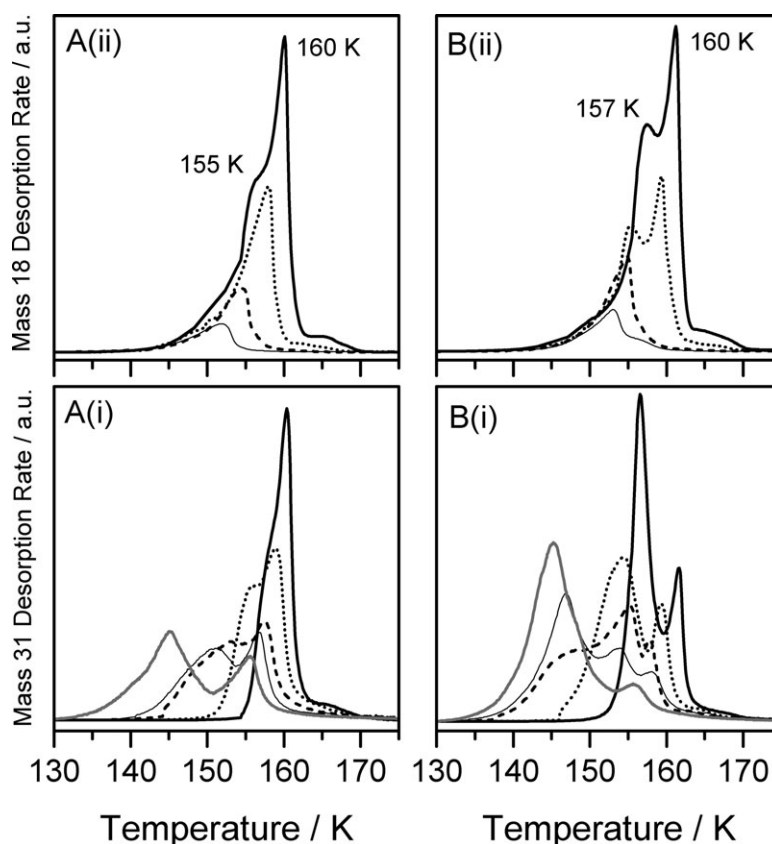 A(ii)
160 K
155 K
B(ii)
160 K
157 K
Mass 18 Desorption Rate / a.u.
A(i)
B(i)
Mass 31 Desorption Rate / a.u.
130 140 150 160 170
130 140 150 160 170
Temperature / K
Temperature / K